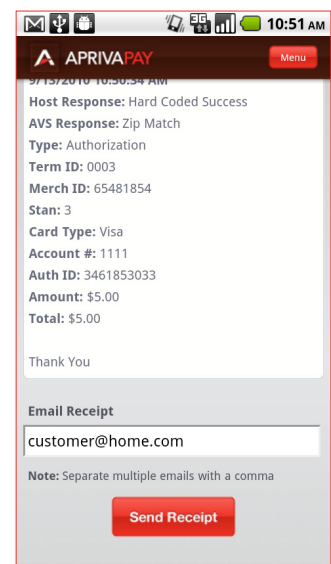 3G 10:51 AM
APRIVAPAY Menu
9/13/2010 10:50:34 AM
Host Response: Hard Coded Success
AVS Response: Zip Match
Type: Authorization
Term ID: 0003
Merch ID: 65481854
Stan: 3
Card Type: Visa
Account #: 1111
Auth ID: 3461853033
Amount: $5.00
Total: $5.00
Thank You
Email Receipt
customer@home.com
Note: Separate multiple emails with a comma
Send Receipt